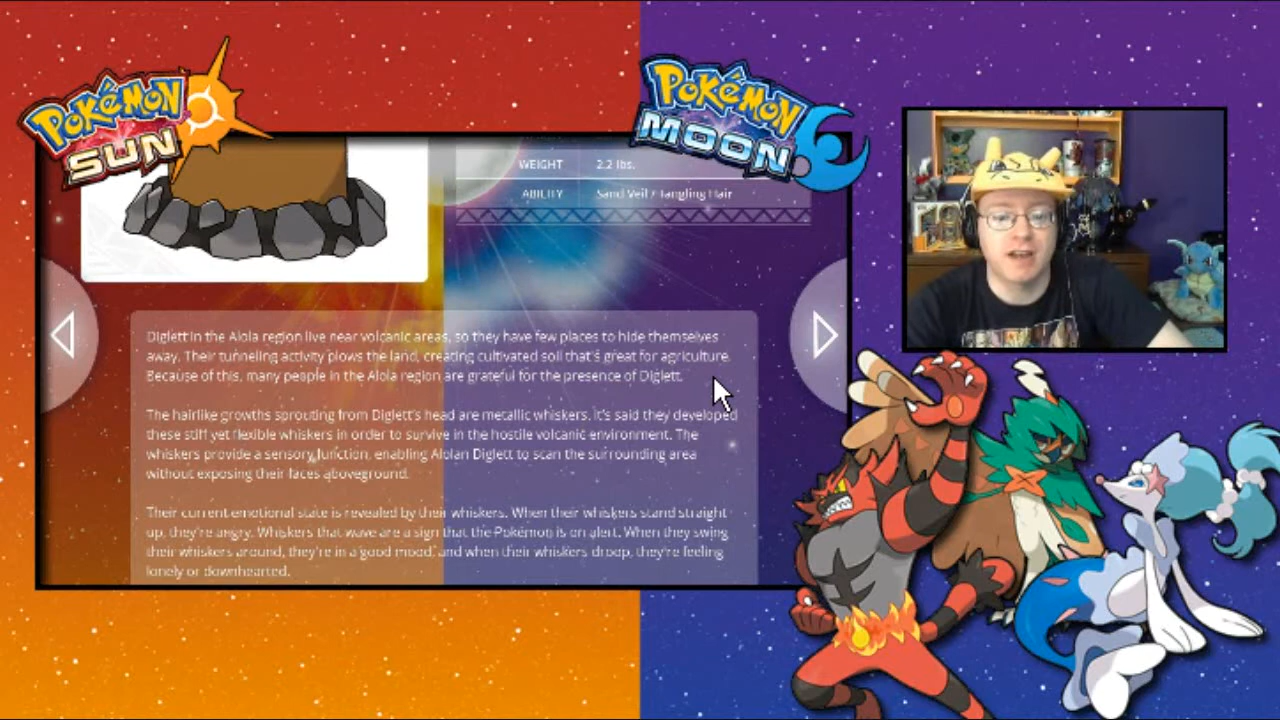 POKéMON
SUN
POKéMON
MOON
WEIGHT 2.2 lbs.
ABILITY Sand Veil / Tangling Hair
Diglett in the Alola region live near volcanic areas, so they have few places to hide themselves
away. Their tunneling activity plows the land, creating cultivated soil that's great for agriculture.
Because of this, many people in the Alola region are grateful for the presence of Diglett.
The hairlike growths sprouting from Diglett's head are metallic whiskers. It's said they developed
these stiff yet flexible whiskers in order to survive in the hostile volcanic environment. The
whiskers provide a sensory function, enabling Alolan Diglett to scan the surrounding area
without exposing their faces aboveground.
Their current emotional state is revealed by their whiskers. When their whiskers stand straight
up, they're angry. Whiskers that wave are a sign that the Pokémon is on alert. When they swing
their whiskers around, they're in a good mood, and when their whiskers droop, they're feeling
lonely or downhearted.